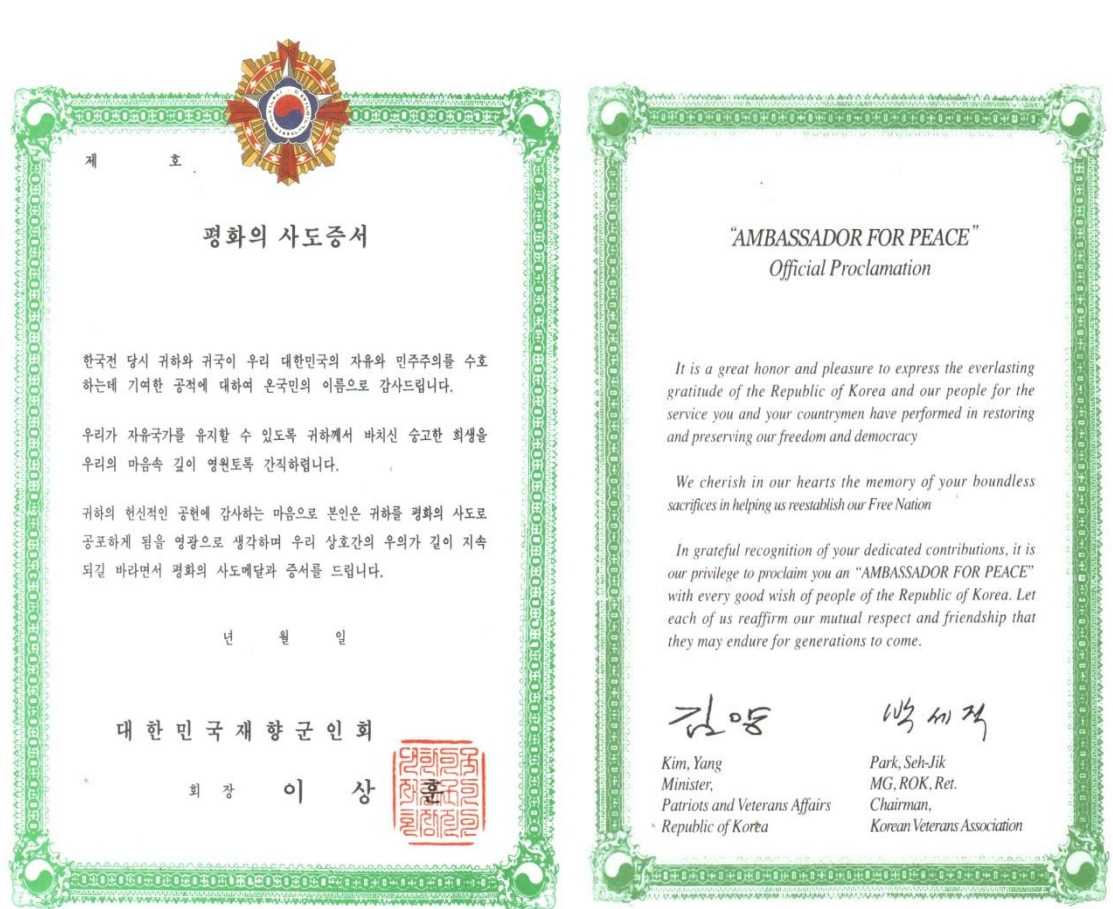 제 호
평화의 사도증서
한국전 당시 귀하와 귀국이 우리 대한민국의 자유와 민주주의를 수호
하는데 기여한 공적에 대하여 온국민의 이름으로 감사드립니다.
우리가 자유국가를 유지할 수 있도록 귀하께서 바치신 숭고한 희생을
우리의 마음속 깊이 영원토록 간직하렵니다.
귀하의 헌신적인 공헌에 감사하는 마음으로 본인은 귀하를 평화의 사도로
공포하게 됨을 영광으로 생각하며 우리 상호간의 우의가 길이 지속
되길 바라면서 평화의 사도메달과 증서를 드립니다.
년 월 일
대한민국재향군인회
회장 이상훈
“AMBASSADOR FOR PEACE”
Official Proclamation
It is a great honor and pleasure to express the everlasting
gratitude of the Republic of Korea and our people for the
service you and your countrymen have performed in restoring
and preserving our freedom and democracy
We cherish in our hearts the memory of your boundless
sacrifices in helping us reestablish our Free Nation
In grateful recognition of your dedicated contributions, it is
our privilege to proclaim you an “AMBASSADOR FOR PEACE”
with every good wish of people of the Republic of Korea. Let
each of us reaffirm our mutual respect and friendship that
they may endure for generations to come.
김양
박세직
Kim, Yang
Minister,
Patriots and Veterans Affairs
Republic of Korea
Park, Seh-Jik
MG, ROK, Ret.
Chairman,
Korean Veterans Association